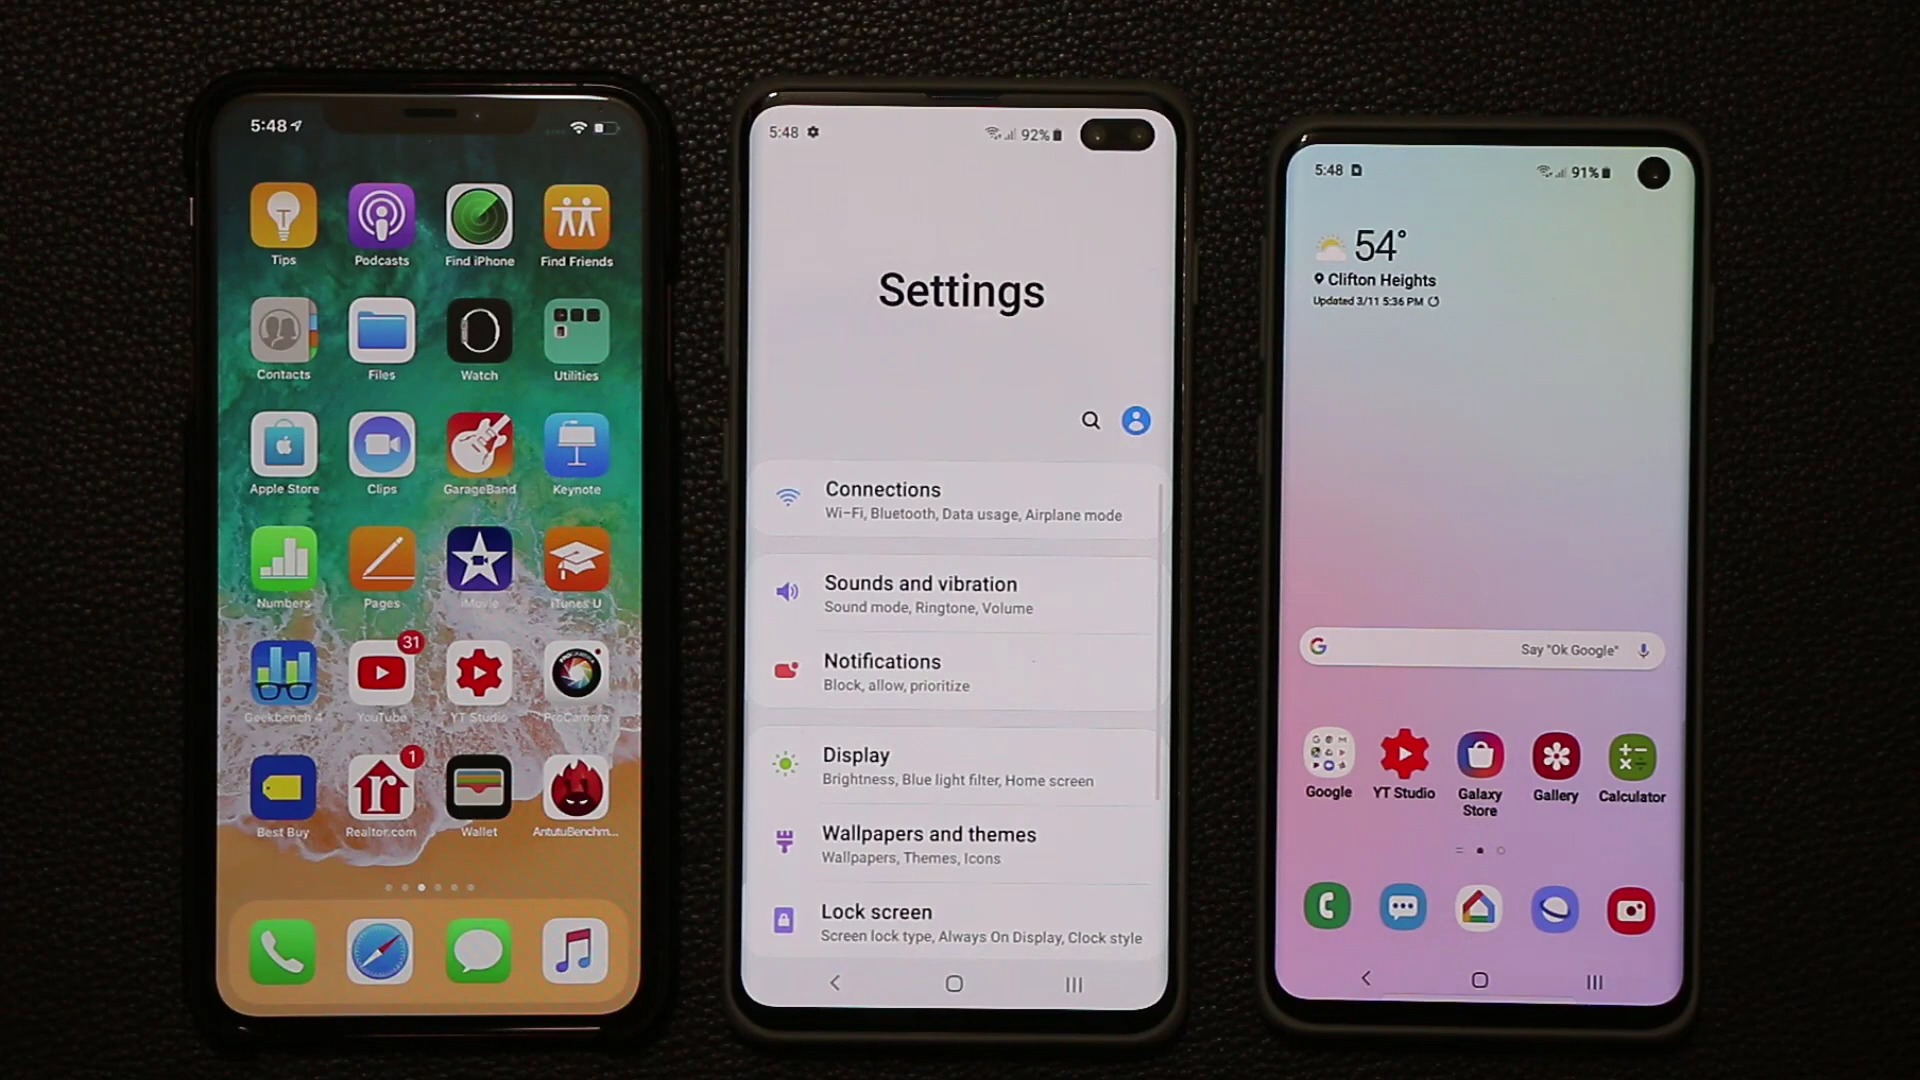 5:48
Tips Podcasts Find iPhone Find Friends
Contacts Files Watch Utilities
Apple Store Clips GarageBand Keynote
Numbers Pages iMovie iTunes U
31
Geekbench 4 YouTube YT Studio ProCamera
1
Best Buy Realtor.com Wallet AntutuBenchm...
5:48 92%
Settings
Connections
Wi-Fi, Bluetooth, Data usage, Airplane mode
Sounds and vibration
Sound mode, Ringtone, Volume
Notifications
Block, allow, prioritize
Display
Brightness, Blue light filter, Home screen
Wallpapers and themes
Wallpapers, Themes, Icons
Lock screen
Screen lock type, Always On Display, Clock style
5:48 91%
54°
Clifton Heights
Updated 3/11 5:36 PM
G Say "Ok Google"
Google YT Studio Galaxy Store Gallery Calculator